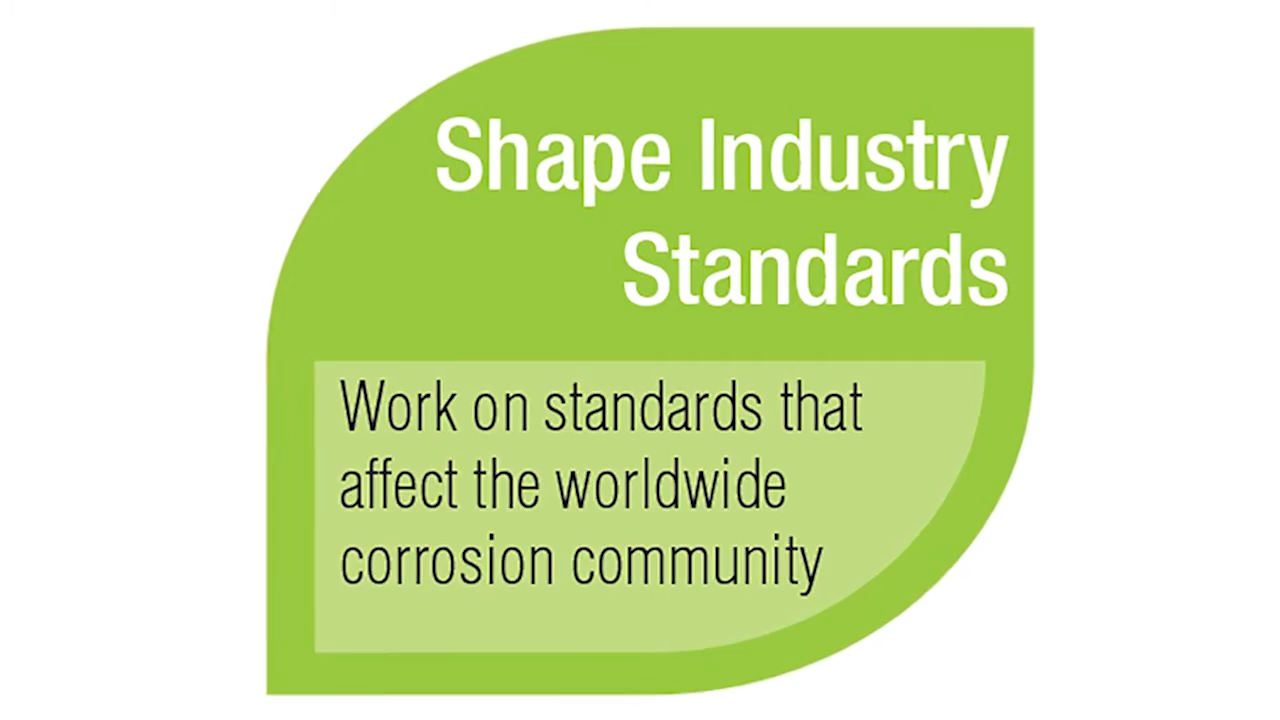 Shape Industry
Standards
Work on standards that
affect the worldwide
corrosion community